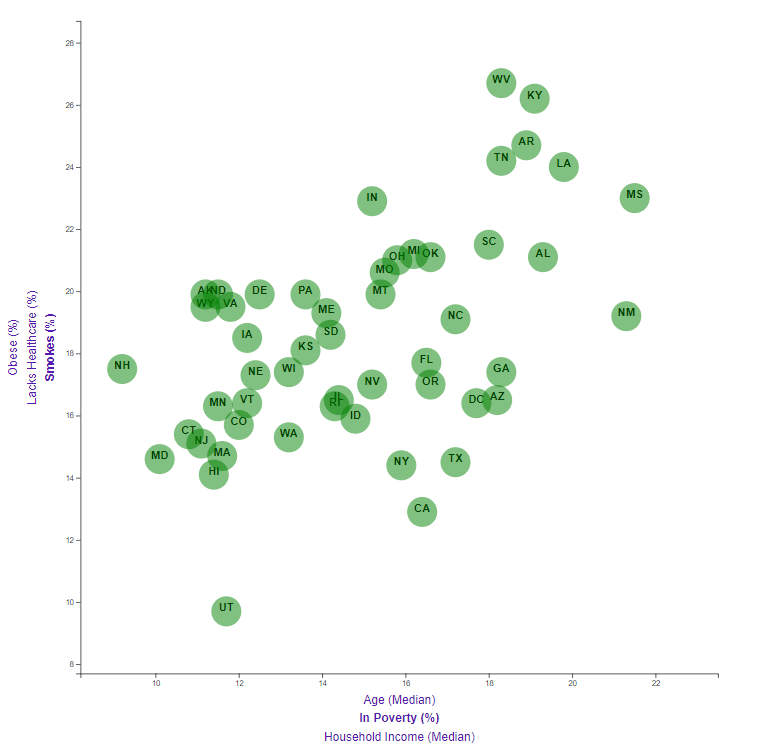 28
26
24
22
20
18
16
14
12
10
8
Obese (%)
Lacks Healthcare (%)
Smokes (%)
WV
KY
AR
TN
LA
MS
IN
SC
AL
MI
OK
OH
MO
MT
AK
ND
DE
PA
WY
VA
ME
NM
NC
SD
IA
KS
FL
NH
WI
GA
NE
NV
OR
VT
IL
AZ
MN
RI
DC
ID
CO
CT
WA
NJ
MA
MD
NY
TX
HI
CA
UT
10
12
14
16
18
20
22
Age (Median)
In Poverty (%)
Household Income (Median)